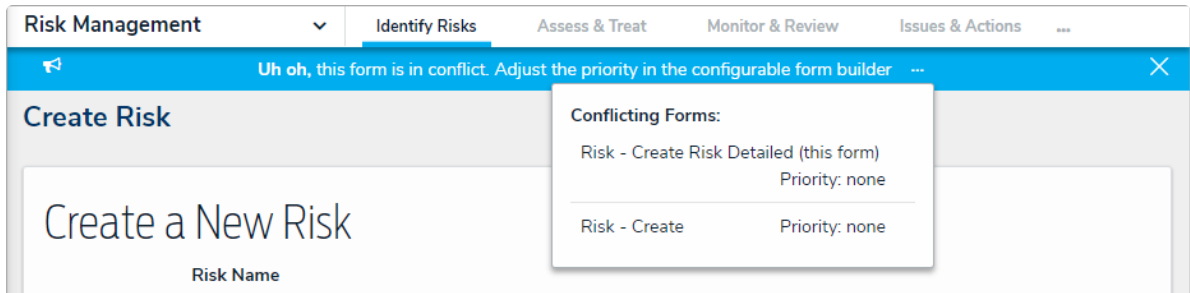 Risk Management Identify Risks Assess & Treat Monitor & Review Issues & Actions ...
Uh oh, this form is in conflict. Adjust the priority in the configurable form builder ...
Create Risk
Conflicting Forms:
Risk - Create Risk Detailed (this form)
Priority: none
Risk - Create Priority: none
Create a New Risk
Risk Name